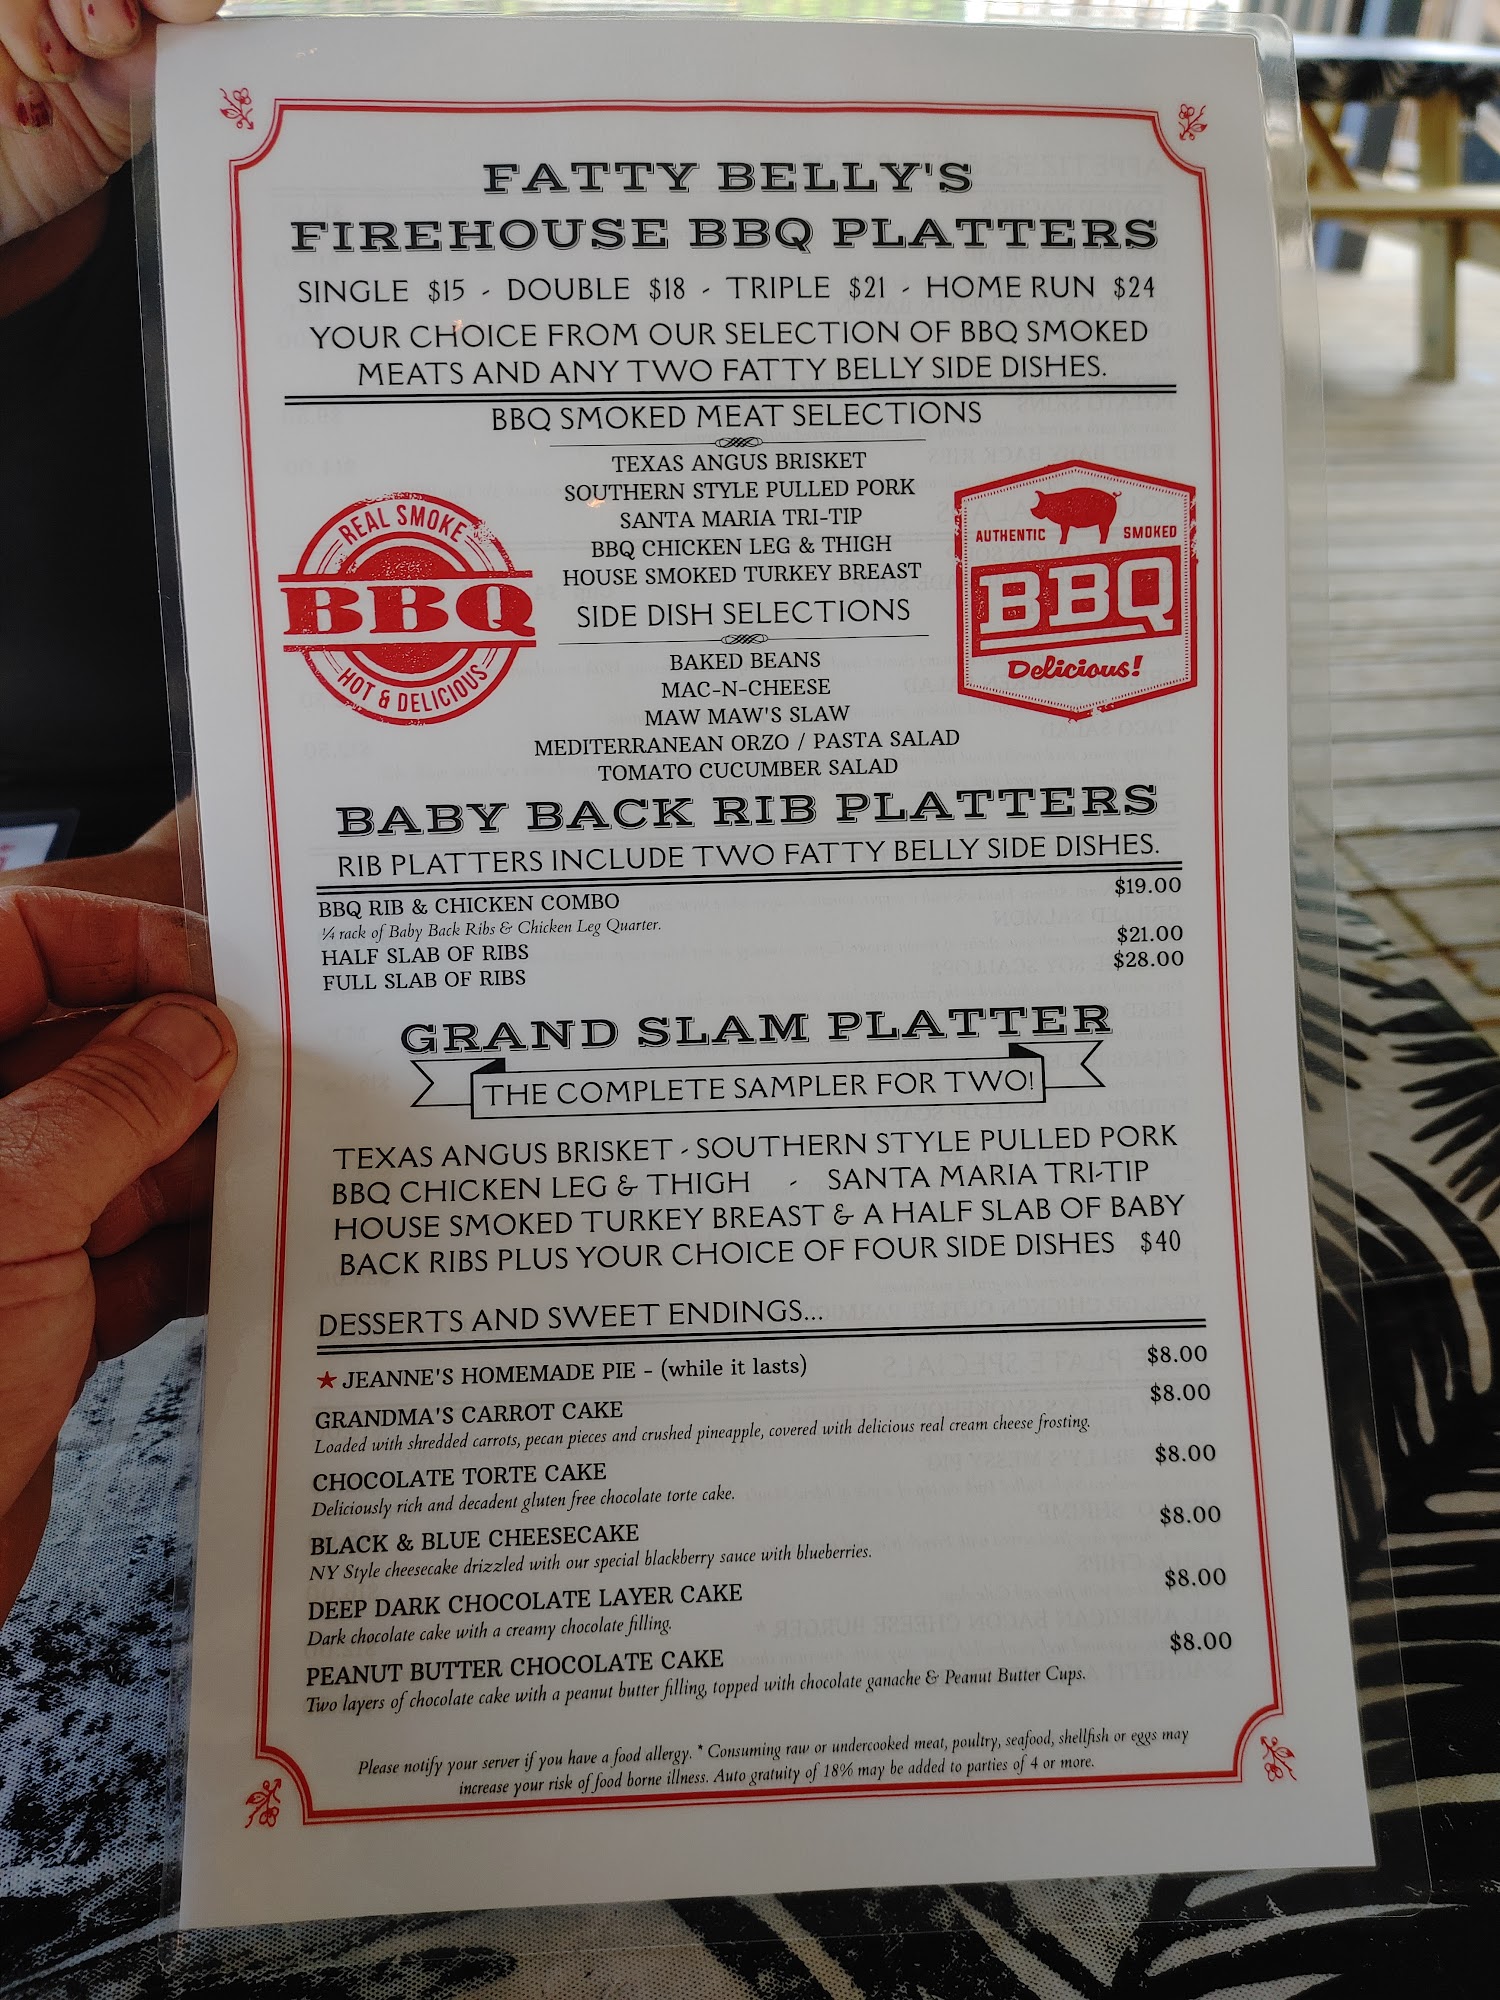 FATTY BELLY'S
FIREHOUSE BBQ PLATTERS
SINGLE $15 - DOUBLE $18 - TRIPLE $21 - HOME RUN $24
YOUR CHOICE FROM OUR SELECTION OF BBQ SMOKED
MEATS AND ANY TWO FATTY BELLY SIDE DISHES.
BBQ SMOKED MEAT SELECTIONS
TEXAS ANGUS BRISKET
SOUTHERN STYLE PULLED PORK
SANTA MARIA TRI-TIP
BBQ CHICKEN LEG & THIGH
HOUSE SMOKED TURKEY BREAST
REAL SMOKE
BBQ
HOT & DELICIOUS
AUTHENTIC SMOKED
BBQ
Delicious!
SIDE DISH SELECTIONS
BAKED BEANS
MAC-N-CHEESE
MAW MAW'S SLAW
MEDITERRANEAN ORZO / PASTA SALAD
TOMATO CUCUMBER SALAD
BABY BACK RIB PLATTERS
RIB PLATTERS INCLUDE TWO FATTY BELLY SIDE DISHES.
BBQ RIB & CHICKEN COMBO $19.00
¼ rack of Baby Back Ribs & Chicken Leg Quarter.
HALF SLAB OF RIBS $21.00
FULL SLAB OF RIBS $28.00
GRAND SLAM PLATTER
THE COMPLETE SAMPLER FOR TWO!
TEXAS ANGUS BRISKET - SOUTHERN STYLE PULLED PORK
BBQ CHICKEN LEG & THIGH - SANTA MARIA TRI-TIP
HOUSE SMOKED TURKEY BREAST & A HALF SLAB OF BABY
BACK RIBS PLUS YOUR CHOICE OF FOUR SIDE DISHES $40
DESSERTS AND SWEET ENDINGS...
★ JEANNE'S HOMEMADE PIE - (while it lasts) $8.00
GRANDMA'S CARROT CAKE $8.00
Loaded with shredded carrots, pecan pieces and crushed pineapple, covered with delicious real cream cheese frosting.
CHOCOLATE TORTE CAKE $8.00
Deliciously rich and decadent gluten free chocolate torte cake.
BLACK & BLUE CHEESECAKE $8.00
NY Style cheesecake drizzled with our special blackberry sauce with blueberries.
DEEP DARK CHOCOLATE LAYER CAKE $8.00
Dark chocolate cake with a creamy chocolate filling.
PEANUT BUTTER CHOCOLATE CAKE $8.00
Two layers of chocolate cake with a peanut butter filling, topped with chocolate ganache & Peanut Butter Cups.
Please notify your server if you have a food allergy. * Consuming raw or undercooked meat, poultry, seafood, shellfish or eggs may
increase your risk of food borne illness. Auto gratuity of 18% may be added to parties of 4 or more.